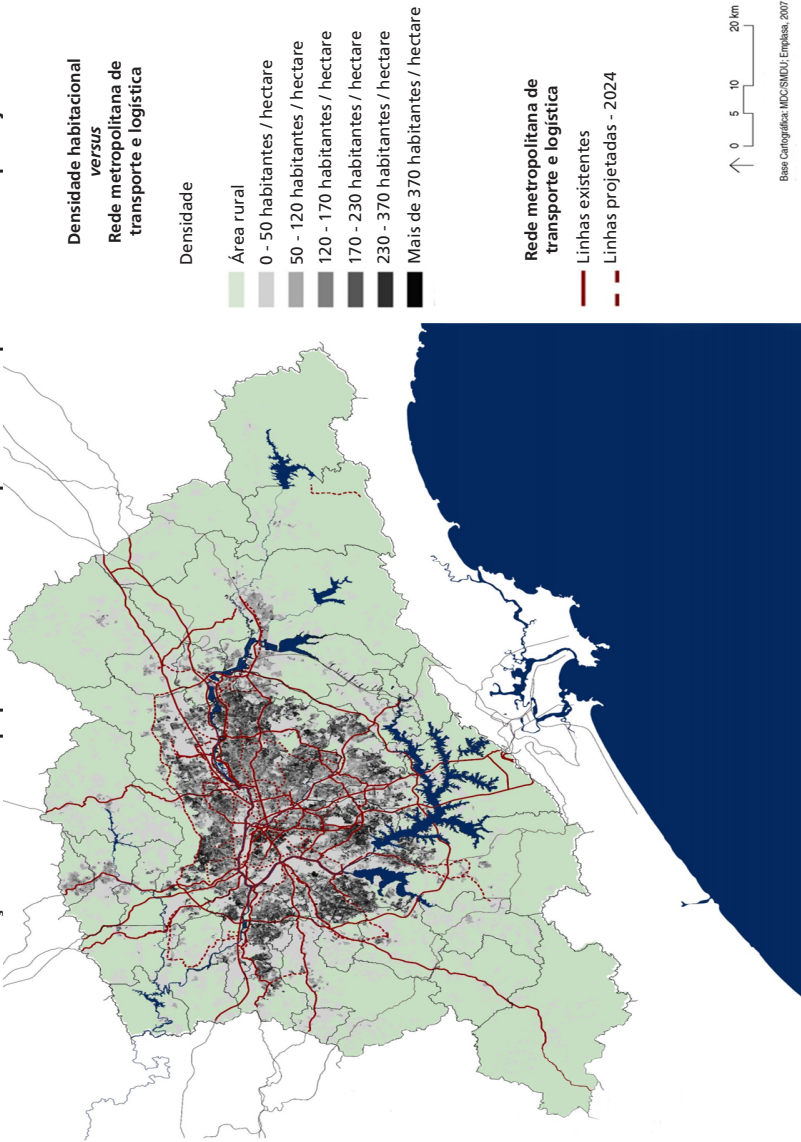 Densidade habitacional
versus
Rede metropolitana de
transporte e logística
Densidade
Área rural
0 - 50 habitantes / hectare
50 - 120 habitantes / hectare
120 - 170 habitantes / hectare
170 - 230 habitantes / hectare
230 - 370 habitantes / hectare
Mais de 370 habitantes / hectare
Rede metropolitana de
transporte e logística
Linhas existentes
Linhas projetadas - 2024
0 5 10 20 km
Base Cartográfica: MDC/SMDU; Emplasa, 2007